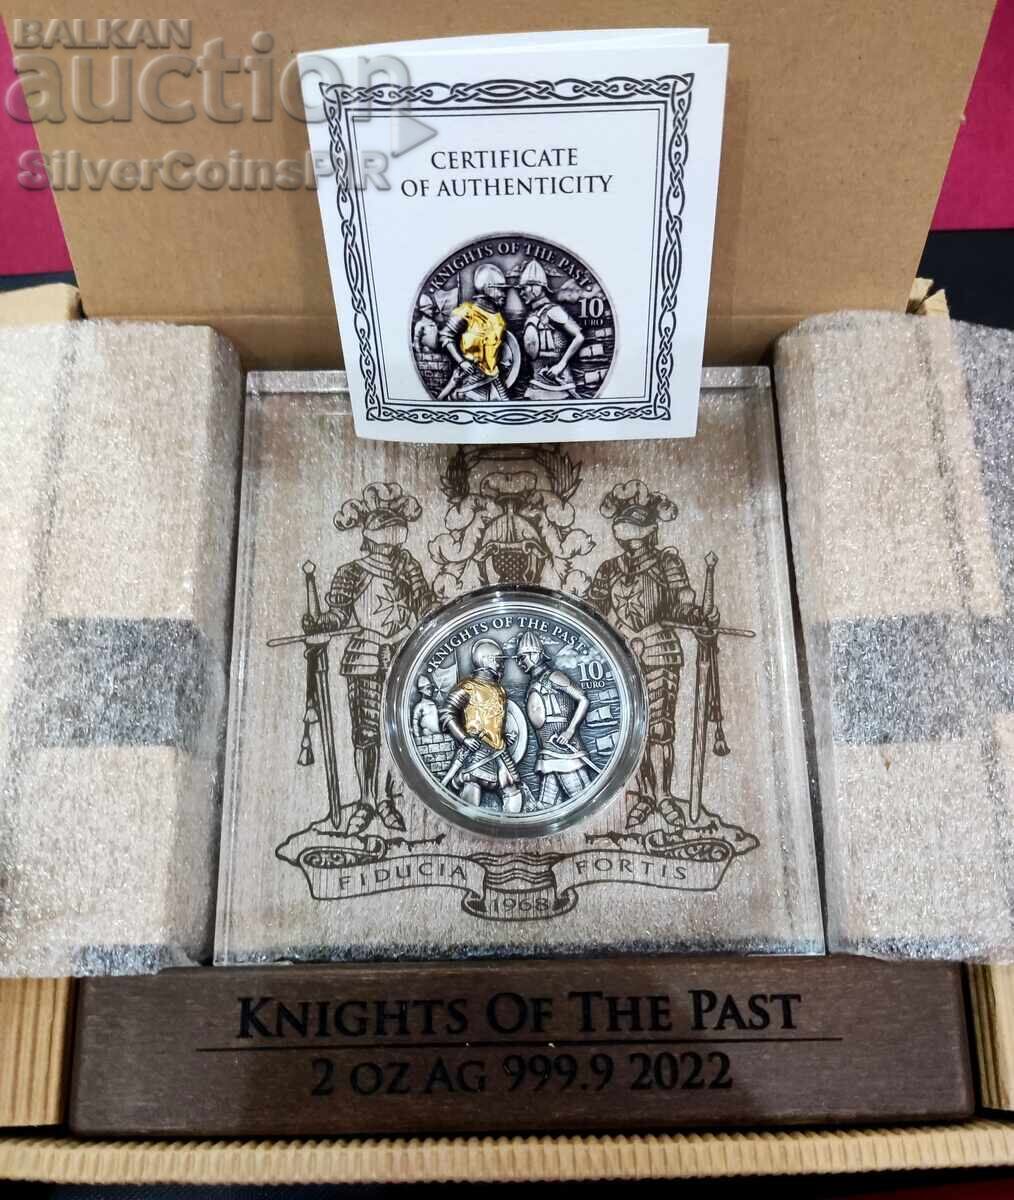 BALKAN
auction
SilverCoinsPIR
CERTIFICATE
OF AUTHENTICITY
• KNIGHTS OF THE PAST •
10
EURO
• KNIGHTS OF THE PAST •
10
EURO
FIDUCIA FORTIS
1968
KNIGHTS OF THE PAST
2 OZ AG 999.9 2022